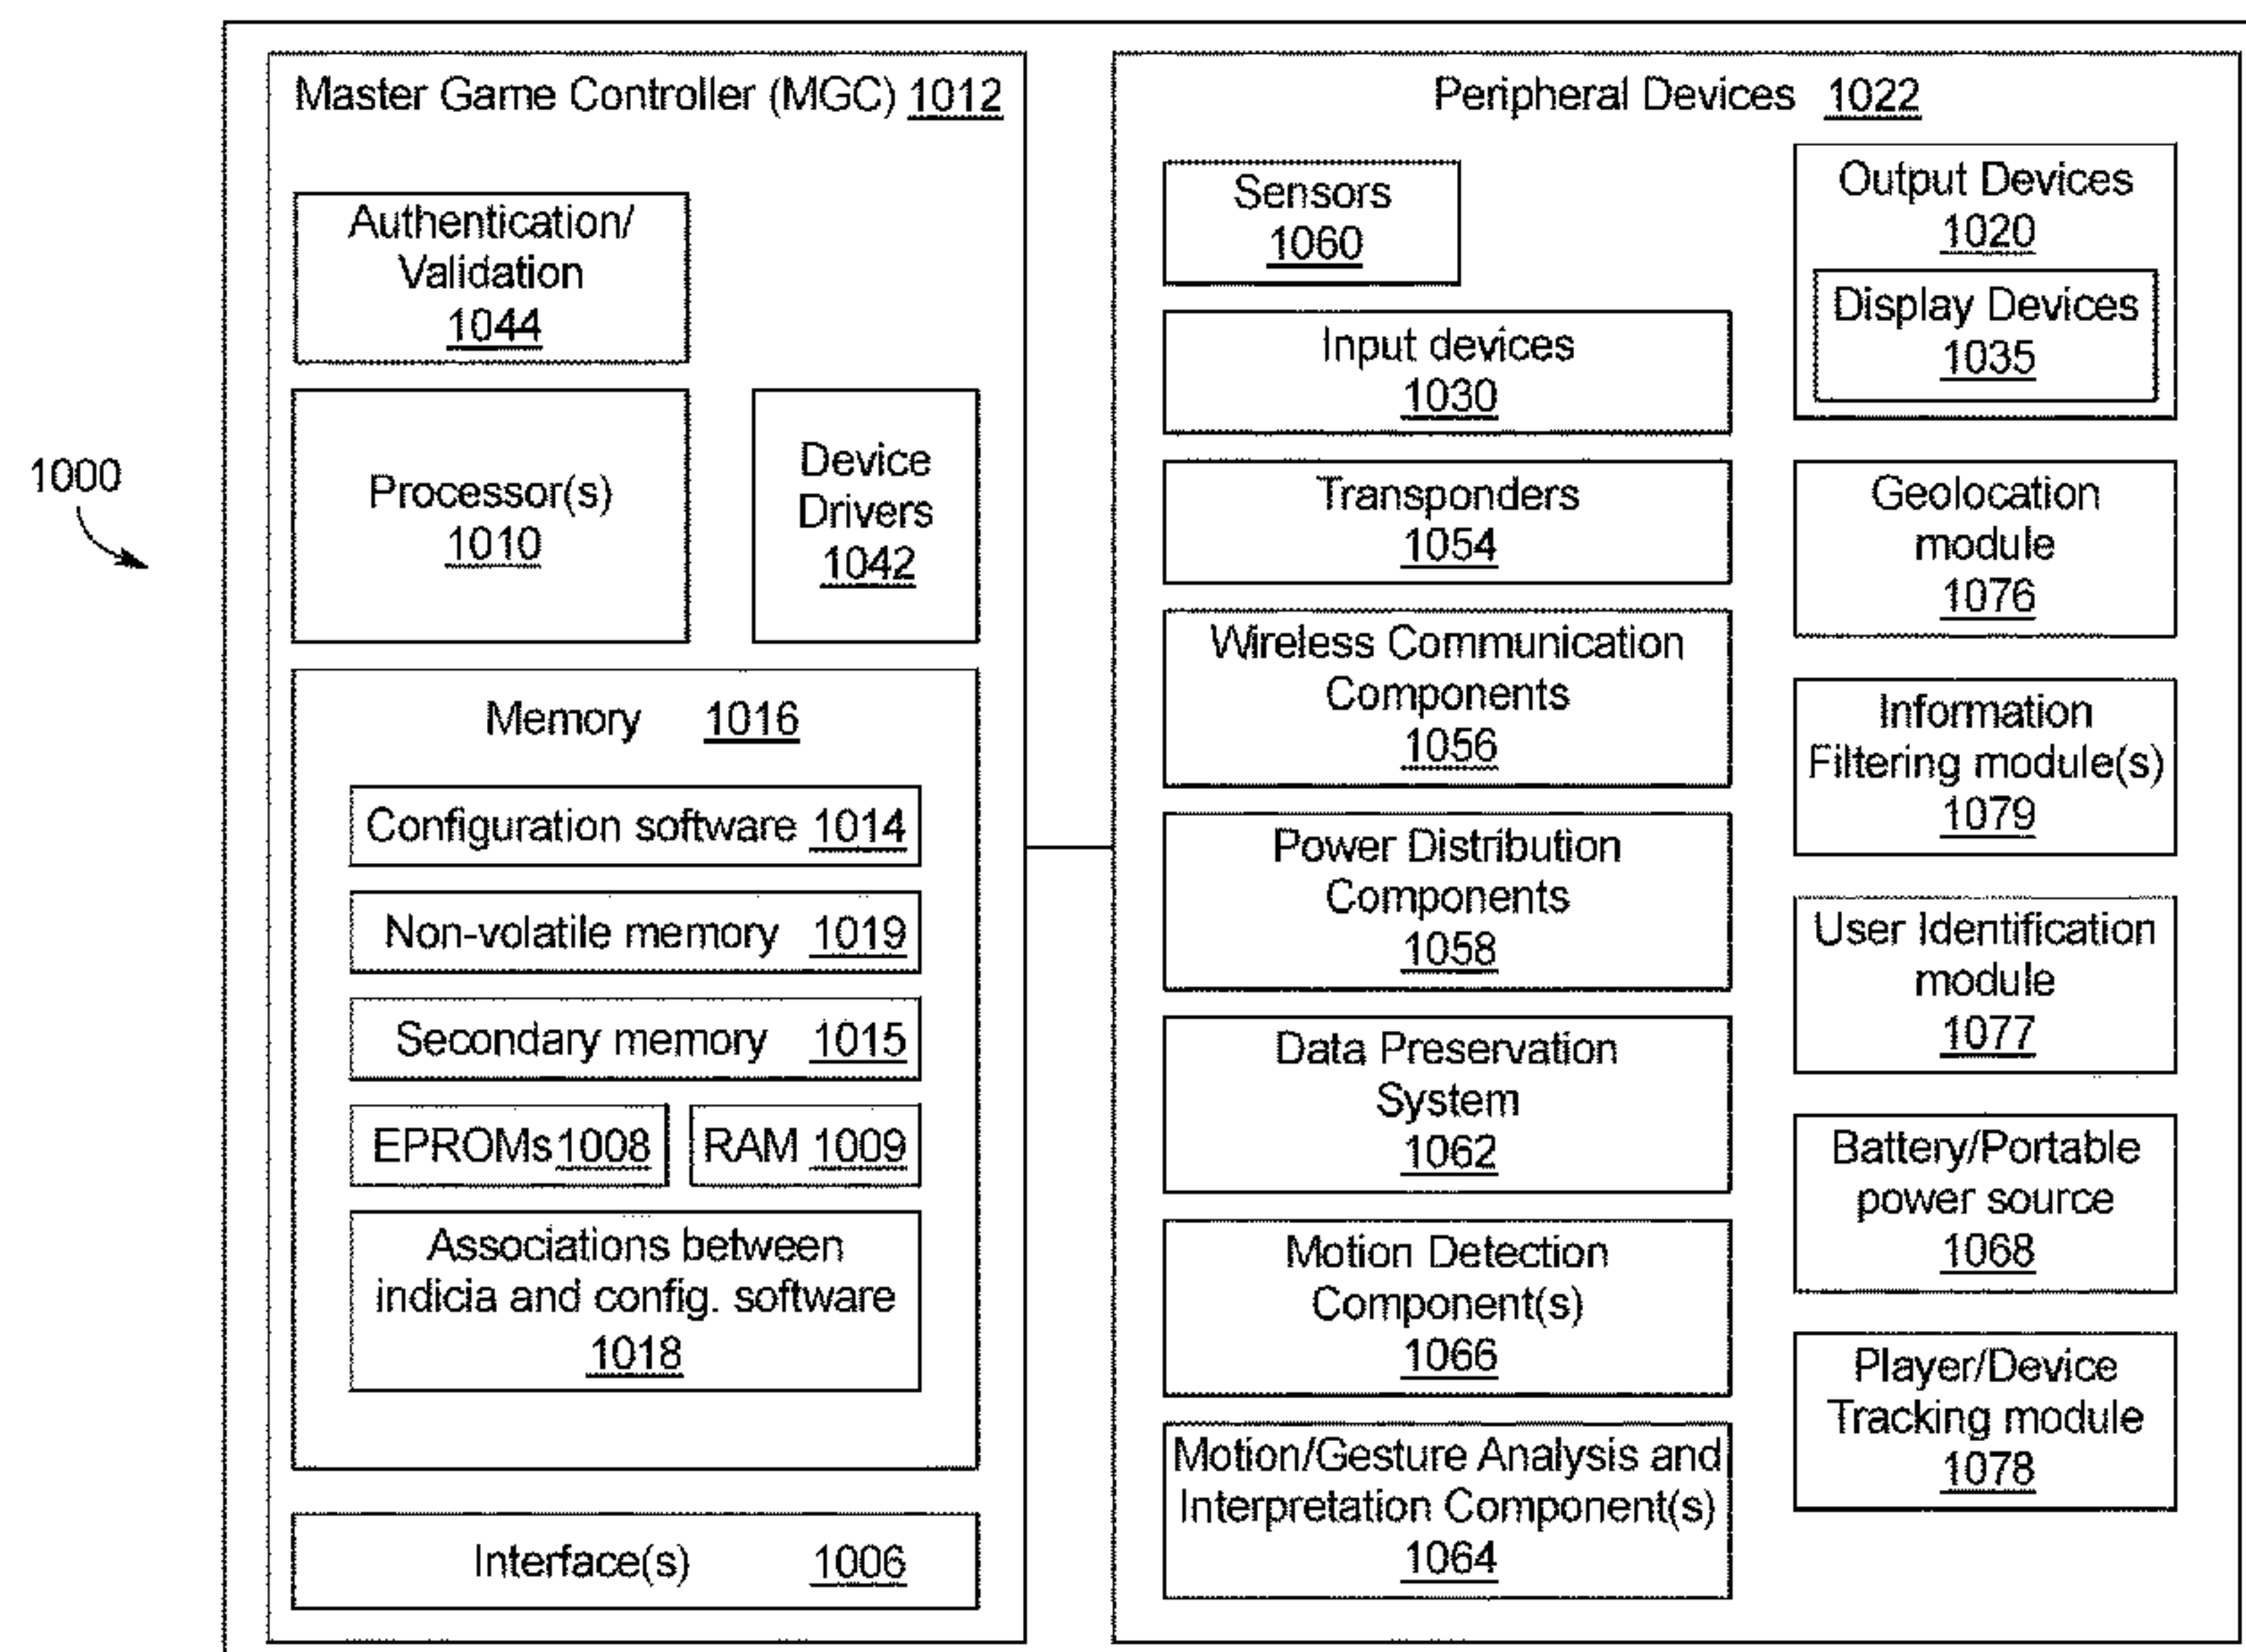 1000
Master Game Controller (MGC) 1012
Authentication/
Validation
1044
Processor(s)
1010
Device
Drivers
1042
Memory 1016
Configuration software 1014
Non-volatile memory 1019
Secondary memory 1015
EPROMs 1008
RAM 1009
Associations between
indicia and config. software
1018
Interface(s) 1006
Peripheral Devices 1022
Sensors
1060
Input devices
1030
Transponders
1054
Wireless Communication
Components
1056
Power Distribution
Components
1058
Data Preservation
System
1062
Motion Detection
Component(s)
1066
Motion/Gesture Analysis and
Interpretation Component(s)
1064
Output Devices
1020
Display Devices
1035
Geolocation
module
1076
Information
Filtering module(s)
1079
User Identification
module
1077
Battery/Portable
power source
1068
Player/Device
Tracking module
1078